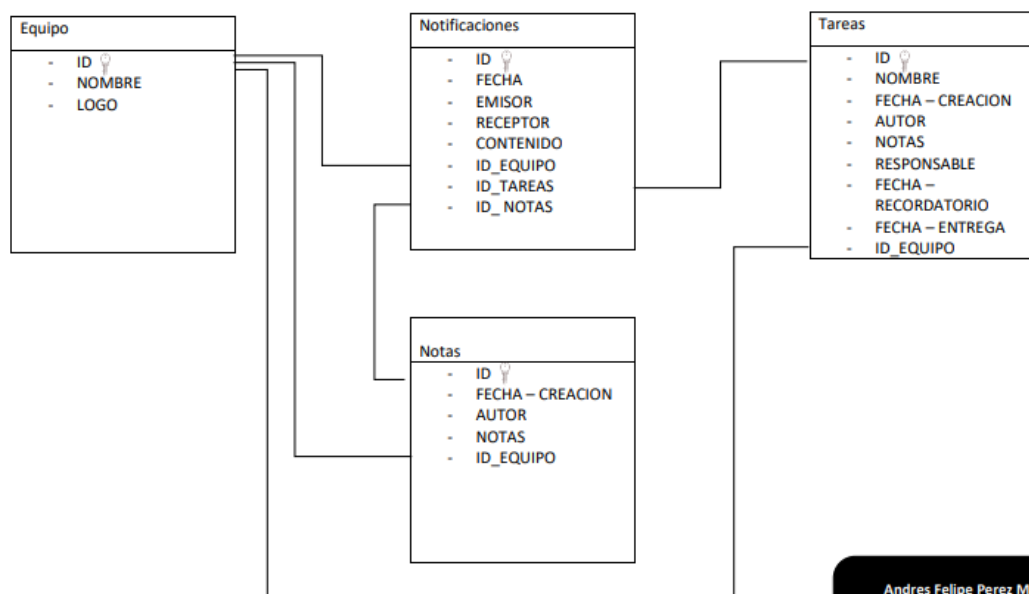 Equipo
- ID
- NOMBRE
- LOGO
Notificaciones
- ID
- FECHA
- EMISOR
- RECEPTOR
- CONTENIDO
- ID_EQUIPO
- ID_TAREAS
- ID_ NOTAS
Tareas
- ID
- NOMBRE
- FECHA – CREACION
- AUTOR
- NOTAS
- RESPONSABLE
- FECHA –
RECORDATORIO
- FECHA – ENTREGA
- ID_EQUIPO
Notas
- ID
- FECHA – CREACION
- AUTOR
- NOTAS
- ID_EQUIPO
Andres Felipe Perez M